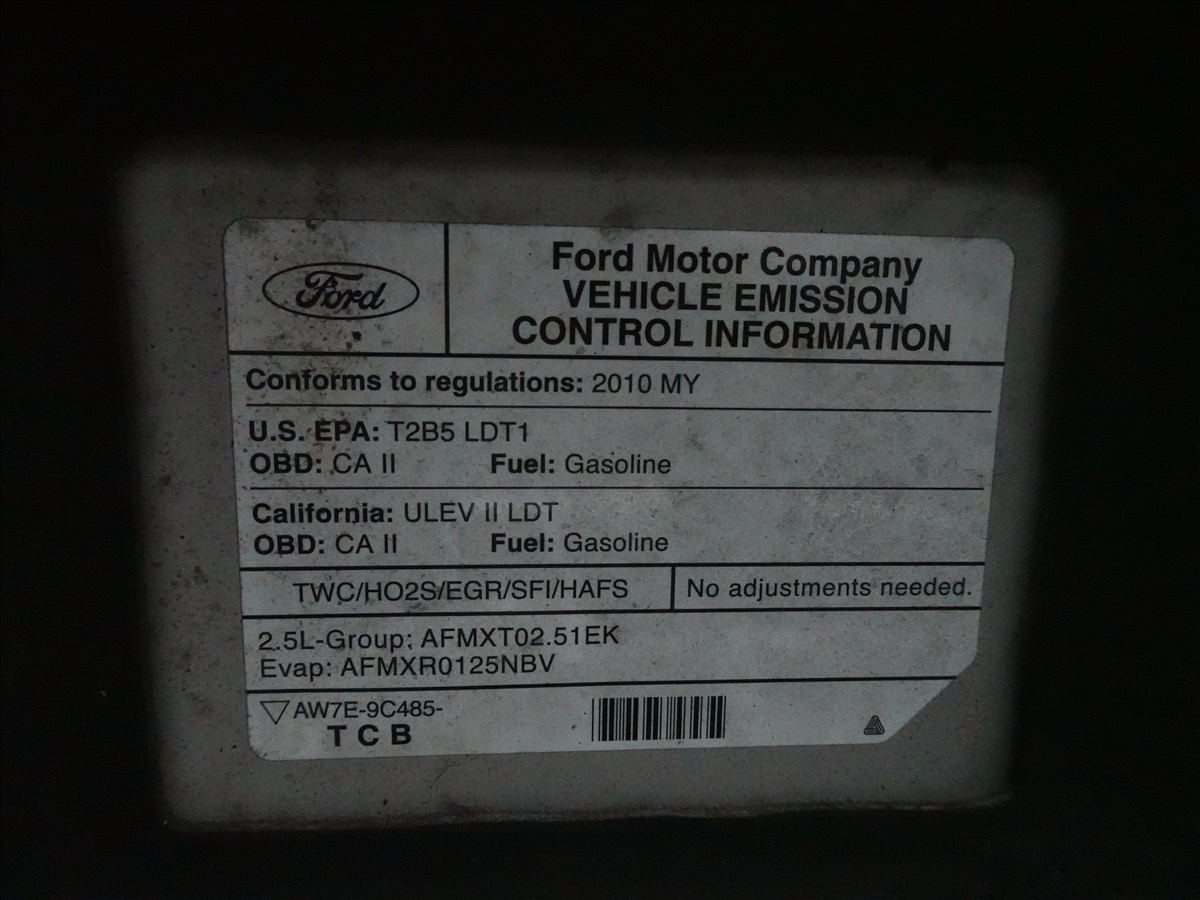 Ford
Ford Motor Company
VEHICLE EMISSION
CONTROL INFORMATION
Conforms to regulations: 2010 MY
U.S. EPA: T2B5 LDT1
OBD: CA II Fuel: Gasoline
California: ULEV II LDT
OBD: CA II Fuel: Gasoline
TWC/HO2S/EGR/SFI/HAFS No adjustments needed.
2.5L-Group: AFMXT02.51EK
Evap: AFMXR0125NBV
AW7E-9C485-
TCB